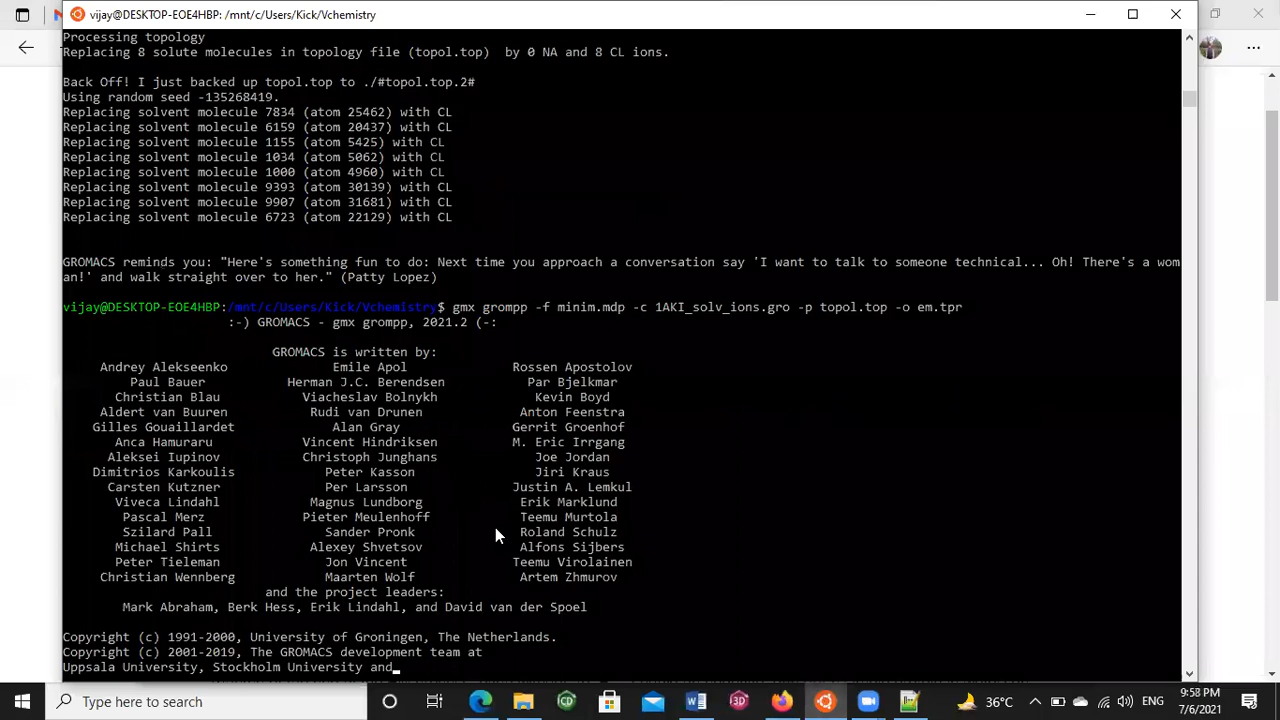 vijay@DESKTOP-EOE4HBP: /mnt/c/Users/Kick/Vchemistry
Processing topology
Replacing 8 solute molecules in topology file (topol.top)  by 0 NA and 8 CL ions.
Back Off! I just backed up topol.top to ./#topol.top.2#
Using random seed -135268419.
Replacing solvent molecule 7834 (atom 25462) with CL
Replacing solvent molecule 6159 (atom 20437) with CL
Replacing solvent molecule 1155 (atom 5425) with CL
Replacing solvent molecule 1034 (atom 5062) with CL
Replacing solvent molecule 1000 (atom 4960) with CL
Replacing solvent molecule 9393 (atom 30139) with CL
Replacing solvent molecule 9907 (atom 31681) with CL
Replacing solvent molecule 6723 (atom 22129) with CL
GROMACS reminds you: "Here's something fun to do: Next time you approach a conversation say 'I want to talk to someone technical... Oh! There's a wom
an!' and walk straight over to her." (Patty Lopez)
vijay@DESKTOP-EOE4HBP:/mnt/c/Users/Kick/Vchemistry$ gmx grompp -f minim.mdp -c 1AKI_solv_ions.gro -p topol.top -o em.tpr
:-) GROMACS - gmx grompp, 2021.2 (-:
GROMACS is written by:
Andrey Alekseenko Emile Apol Rossen Apostolov
Paul Bauer Herman J.C. Berendsen Par Bjelkmar
Christian Blau Viacheslav Bolnykh Kevin Boyd
Aldert van Buuren Rudi van Drunen Anton Feenstra
Gilles Gouaillardet Alan Gray Gerrit Groenhof
Anca Hamuraru Vincent Hindriksen M. Eric Irrgang
Aleksei Iupinov Christoph Junghans Joe Jordan
Dimitrios Karkoulis Peter Kasson Jiri Kraus
Carsten Kutzner Per Larsson Justin A. Lemkul
Viveca Lindahl Magnus Lundborg Erik Marklund
Pascal Merz Pieter Meulenhoff Teemu Murtola
Szilard Pall Sander Pronk Roland Schulz
Michael Shirts Alexey Shvetsov Alfons Sijbers
Peter Tieleman Jon Vincent Teemu Virolainen
Christian Wennberg Maarten Wolf Artem Zhmurov
and the project leaders:
Mark Abraham, Berk Hess, Erik Lindahl, and David van der Spoel
Copyright (c) 1991-2000, University of Groningen, The Netherlands.
Copyright (c) 2001-2019, The GROMACS development team at
Uppsala University, Stockholm University and
Type here to search
36°C
ENG
9:58 PM
7/6/2021